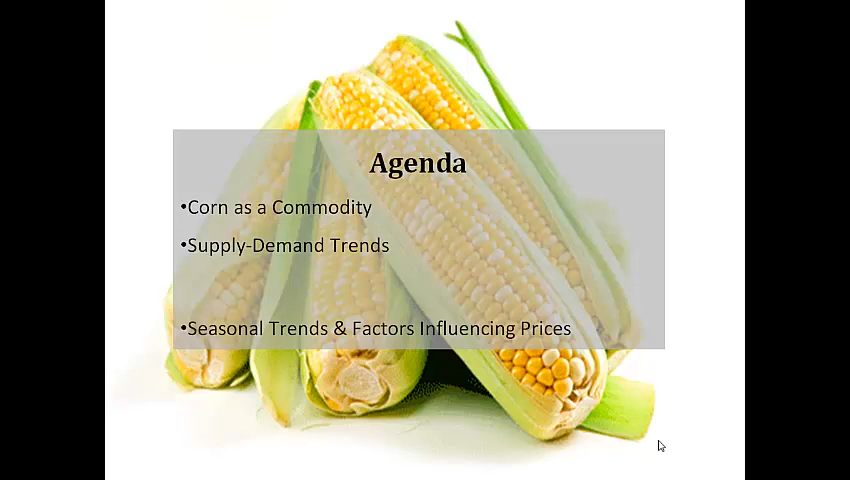 Agenda
•Corn as a Commodity
•Supply-Demand Trends
•Seasonal Trends & Factors Influencing Prices